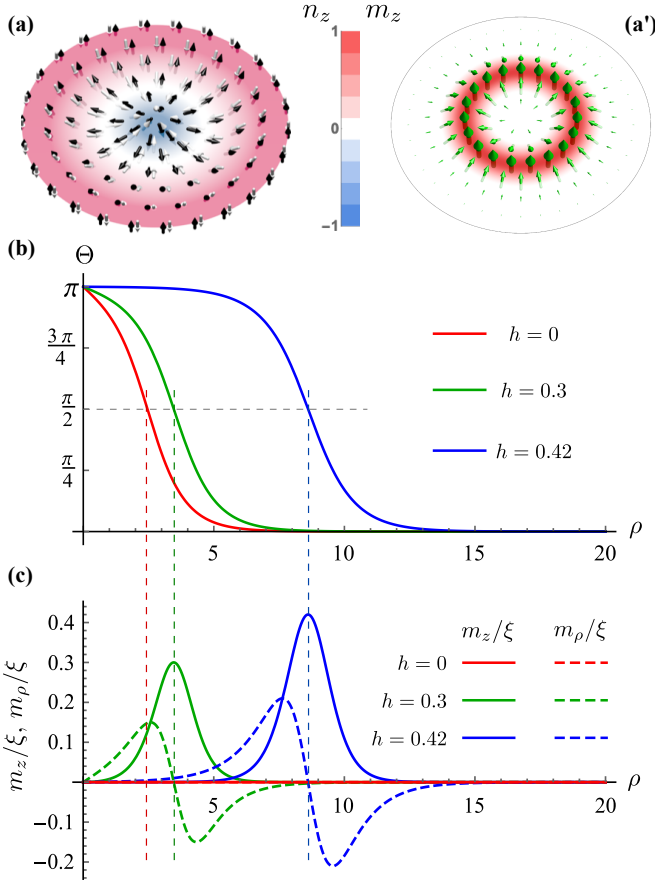 (a) n_z m_z (a')
1
0
−1
(b) Θ
π
3π/4
π/2
π/4
h = 0
h = 0.3
h = 0.42
5 10 15 20 ρ
(c)
m_z/ξ, m_ρ/ξ
0.4
0.3
0.2
0.1
−0.1
−0.2
m_z/ξ m_ρ/ξ
h = 0
h = 0.3
h = 0.42
5 10 15 20 ρ